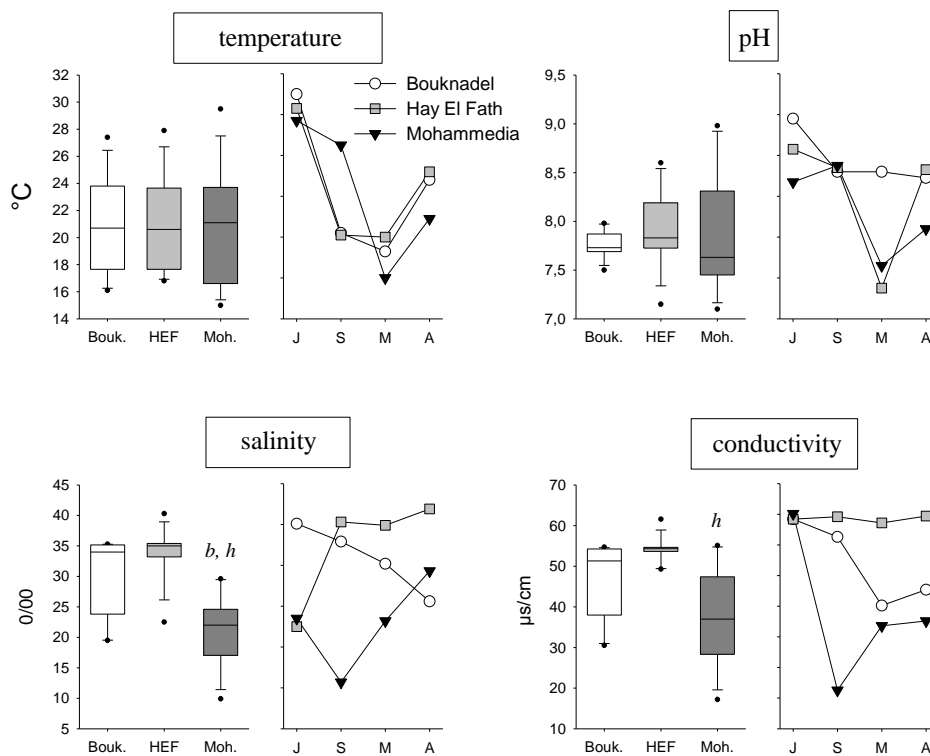 temperature
pH
32
30
28
26
24
22
20
18
16
14
°C
Bouk. HEF Moh.
Bouknadel
Hay El Fath
Mohammedia
J S M A
9,5
9,0
8,5
8,0
7,5
7,0
Bouk. HEF Moh.
J S M A
salinity
conductivity
45
40
35
30
25
20
15
10
5
0/00
b, h
Bouk. HEF Moh.
J S M A
70
60
50
40
30
20
10
µs/cm
h
Bouk. HEF Moh.
J S M A